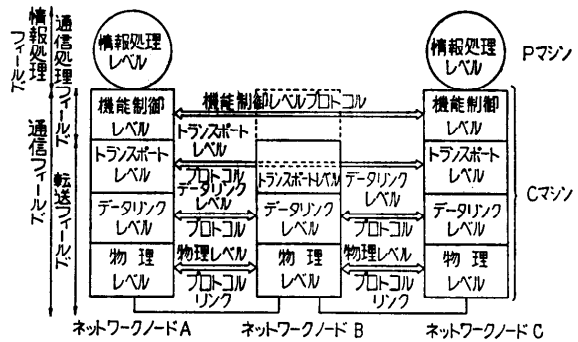 情報処理
フィールド
通信フィールド
通信処理フィールド
転送フィールド
情報処理
レベル
情報処理
レベル
Pマシン
機能制御
レベル
機能制御レベルプロトコル
機能制御
レベル
トランスポート
レベル
プロトコル
トランスポート
レベル
トランスポートレベル
トランスポート
レベル
データリンク
レベル
プロトコル
データリンク
レベル
プロトコル
データリンク
レベル
データリンク
レベル
データリンク
レベル
Cマシン
物理レベル
プロトコル
リンク
物理レベル
プロトコル
リンク
物理
レベル
物理
レベル
物理
レベル
ネットワークノードA
ネットワークノードB
ネットワークノードC